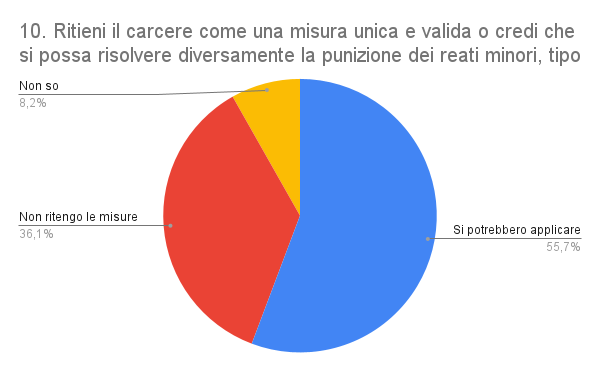 10. Ritieni il carcere come una misura unica e valida o credi che
si possa risolvere diversamente la punizione dei reati minori, tipo
Non so
8,2%
Non ritengo le misure
36,1%
Si potrebbero applicare
55,7%